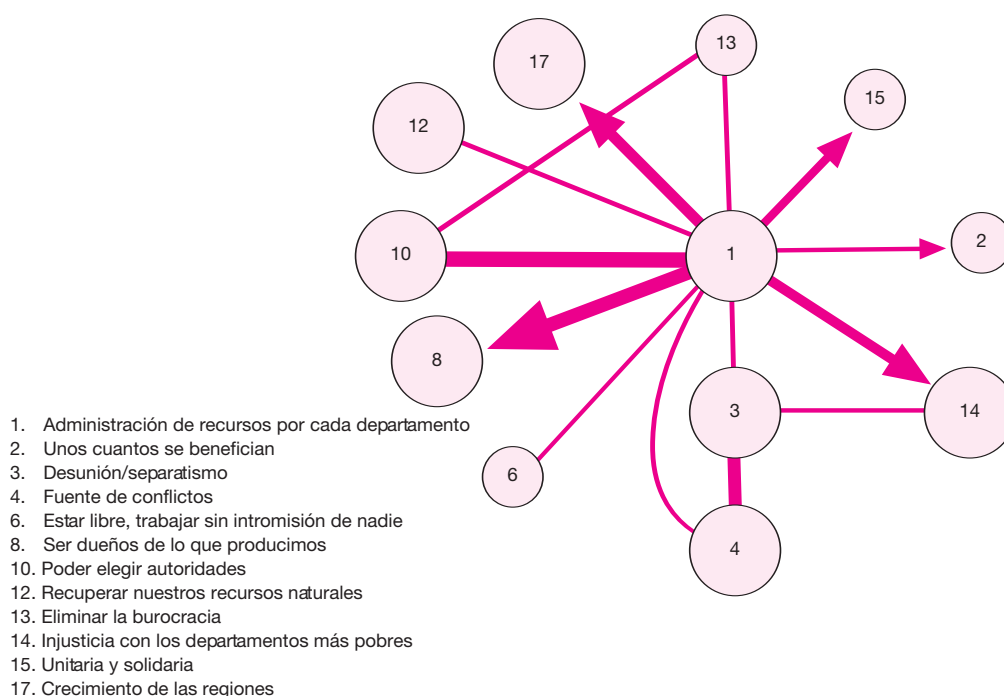 17
13
15
12
10
1
2
8
3
14
6
4
1. Administración de recursos por cada departamento
2. Unos cuantos se benefician
3. Desunión/separatismo
4. Fuente de conflictos
6. Estar libre, trabajar sin intromisión de nadie
8. Ser dueños de lo que producimos
10. Poder elegir autoridades
12. Recuperar nuestros recursos naturales
13. Eliminar la burocracia
14. Injusticia con los departamentos más pobres
15. Unitaria y solidaria
17. Crecimiento de las regiones